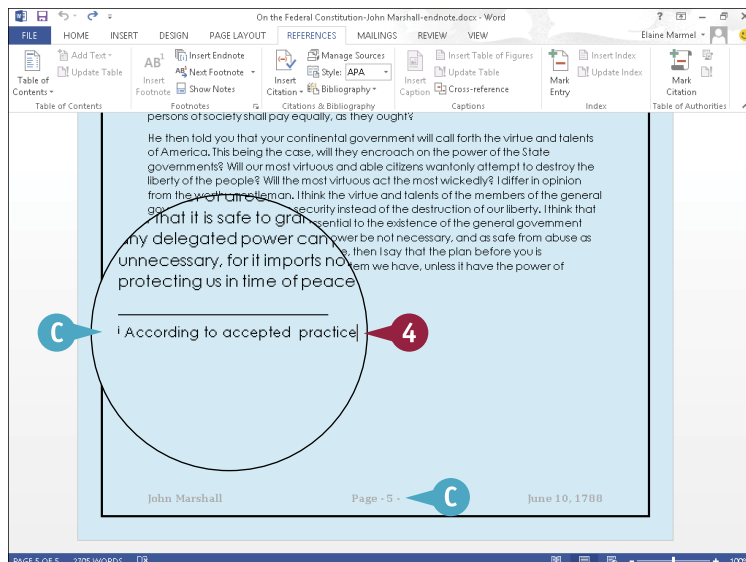 On the Federal Constitution-John Marshall-endnote.docx - Word
FILE HOME INSERT DESIGN PAGE LAYOUT REFERENCES MAILINGS REVIEW VIEW Elaine Marmel
Table of Contents
Add Text
Update Table
Table of Contents
AB1 Insert Footnote
Insert Endnote
Next Footnote
Show Notes
Footnotes
Insert Citation
Manage Sources
Style: APA
Bibliography
Citations & Bibliography
Insert Caption
Insert Table of Figures
Update Table
Cross-reference
Captions
Mark Entry
Insert Index
Update Index
Index
Mark Citation
Table of Authorities
persons of society shall pay equally, as they ought?
He then told you that your continental government will call forth the virtue and talents
of America. This being the case, will they encroach on the power of the State
governments? Will our most virtuous and able citizens wantonly attempt to destroy the
liberty of the people? Will the most virtuous act the most wickedly? I differ in opinion
from the worthy gentleman. I think the virtue and talents of the members of the general
security instead of the destruction of our liberty. I think that
that it is safe to
essential to the existence of the general government
any delegated power can
power be not necessary, and as safe from abuse as
then I say that the plan before you is
unnecessary, for it imports
we have, unless it have the power of
protecting us in time of peace
C
i According to accepted practice
4
John Marshall Page - 5 - June 10, 1788
C
PAGE 5 OF 5 2705 WORDS 100%